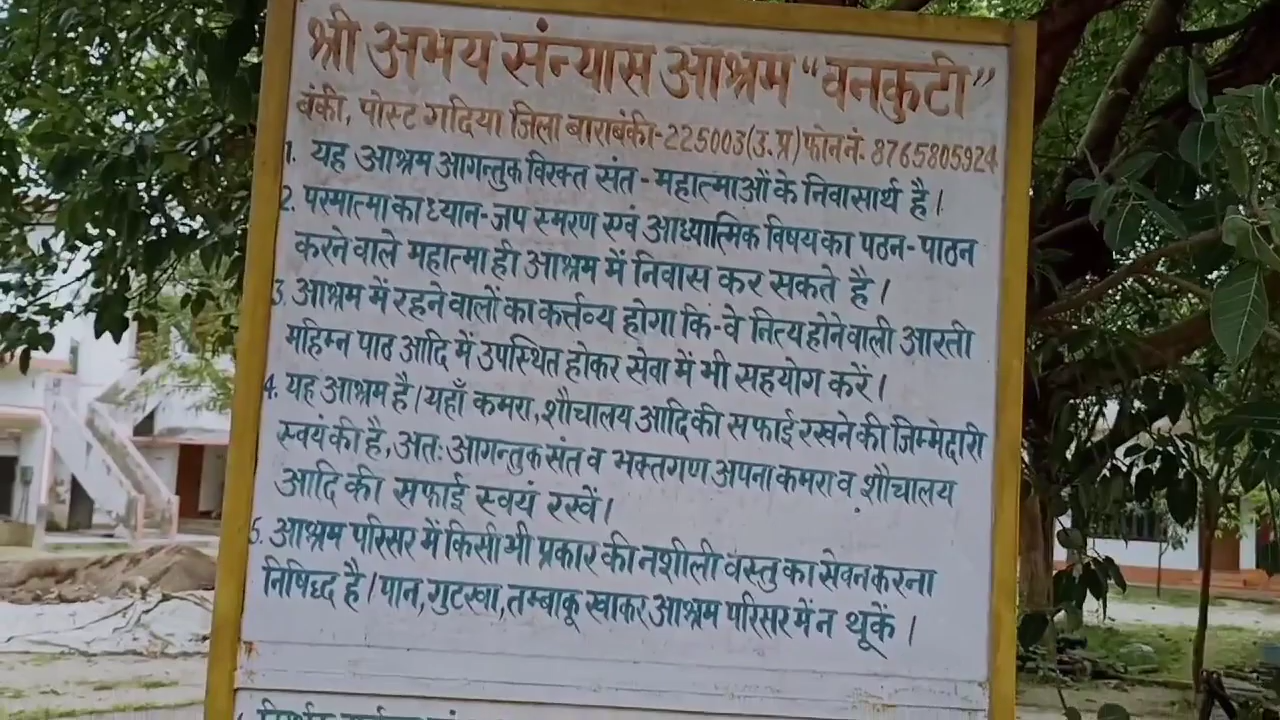 श्री अभय संन्यास आश्रम “वनकुटी”
बंकी, पोस्ट गदिया जिला बाराबंकी-225003(उ.प्र) फोन नं. 8765805924
1. यह आश्रम आगन्तुक विरक्त संत - महात्माओं के निवासार्थ है।
2. परमात्मा का ध्यान-जप स्मरण एवं आध्यात्मिक विषय का पठन-पाठन
करने वाले महात्मा ही आश्रम में निवास कर सकते है।
3. आश्रम में रहने वालों का कर्त्तव्य होगा कि-वे नित्य होने वाली आरती
महिम्न पाठ आदि में उपस्थित होकर सेवा में भी सहयोग करें।
4. यह आश्रम है। यहाँ कमरा, शौचालय आदि की सफाई रखने की जिम्मेदारी
स्वयं की है, अतः आगन्तुक संत व भक्तगण अपना कमरा व शौचालय
आदि की सफाई स्वयं रखें।
5. आश्रम परिसर में किसी भी प्रकार की नशीली वस्तु का सेवन करना
निषिध्द है। पान, गुटखा, तम्बाकू खाकर आश्रम परिसर में न थूकें।